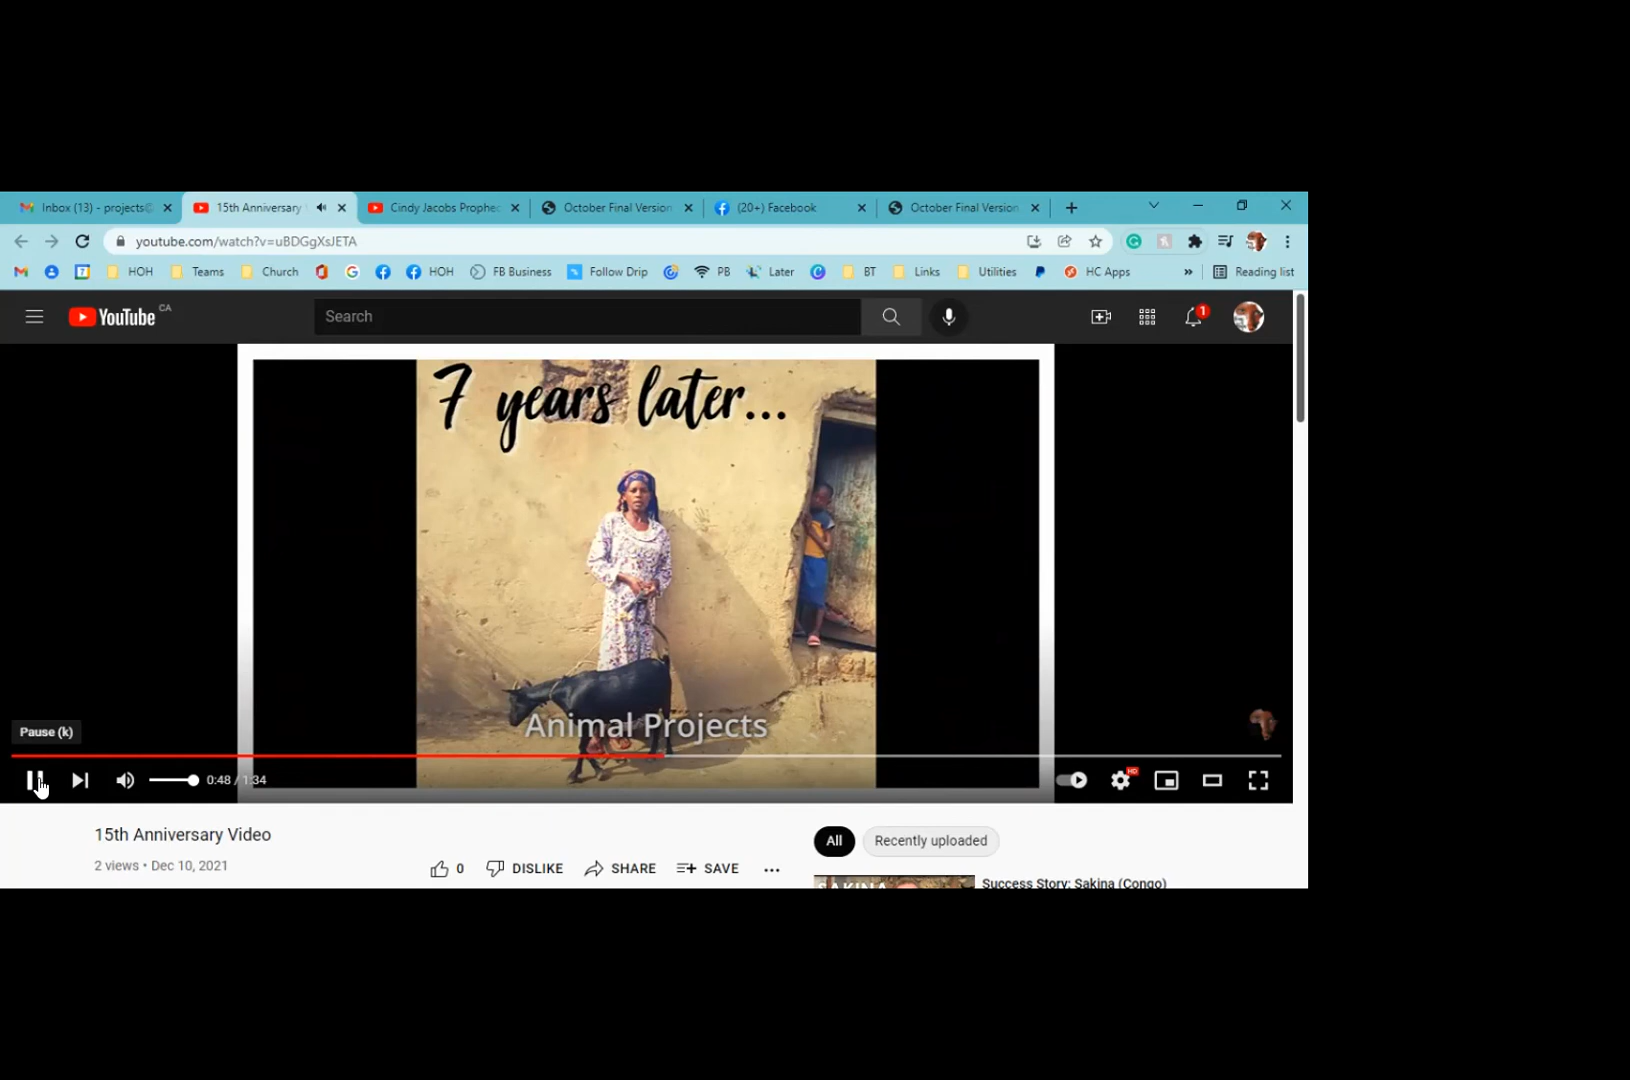 Inbox (13) - projects@
15th Anniversary
Cindy Jacobs Prophe
October Final Version
(20+) Facebook
October Final Version
youtube.com/watch?v=uBDGgXsJETA
HOH
Teams
Church
HOH
FB Business
Follow Drip
PB
Later
BT
Links
Utilities
HC Apps
»
Reading list
YouTube CA
Search
1
7 years later...
Animal Projects
Pause (k)
0:48 / 1:34
HD
15th Anniversary Video
2 views • Dec 10, 2021
0
DISLIKE
SHARE
SAVE
All
Recently uploaded
SAKINA
Success Story: Sakina (Congo)